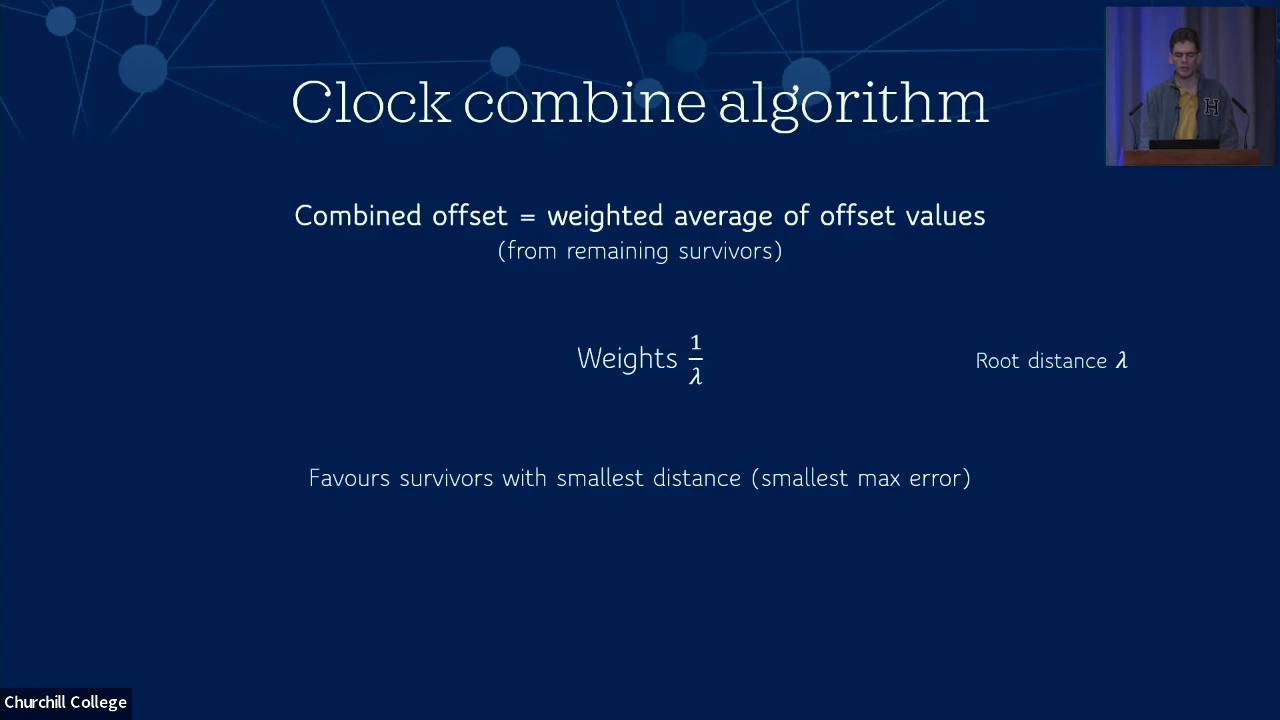 Clock combine algorithm
Combined offset = weighted average of offset values
(from remaining survivors)
Weights 1/λ
Root distance λ
Favours survivors with smallest distance (smallest max error)
H
Churchill College